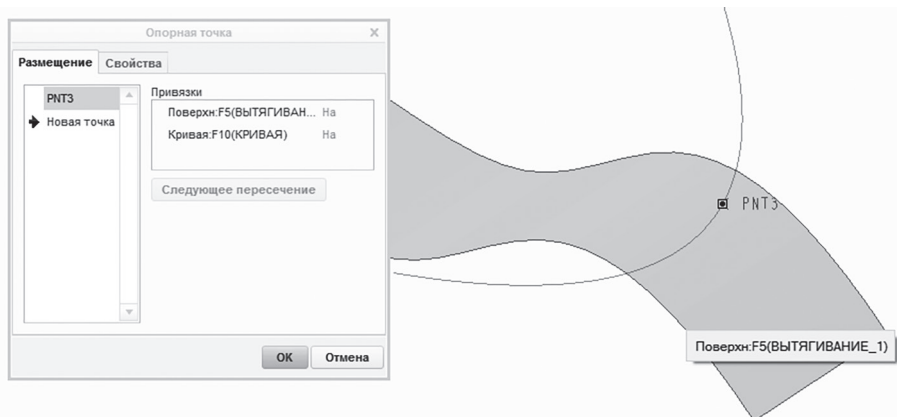 Опорная точка
Размещение Свойства
PNT3
Новая точка
Привязки
Поверхн:F5(ВЫТЯГИВАН... На
Кривая:F10(КРИВАЯ) На
Следующее пересечение
ОК Отмена
PNT3
Поверхн:F5(ВЫТЯГИВАНИЕ_1)